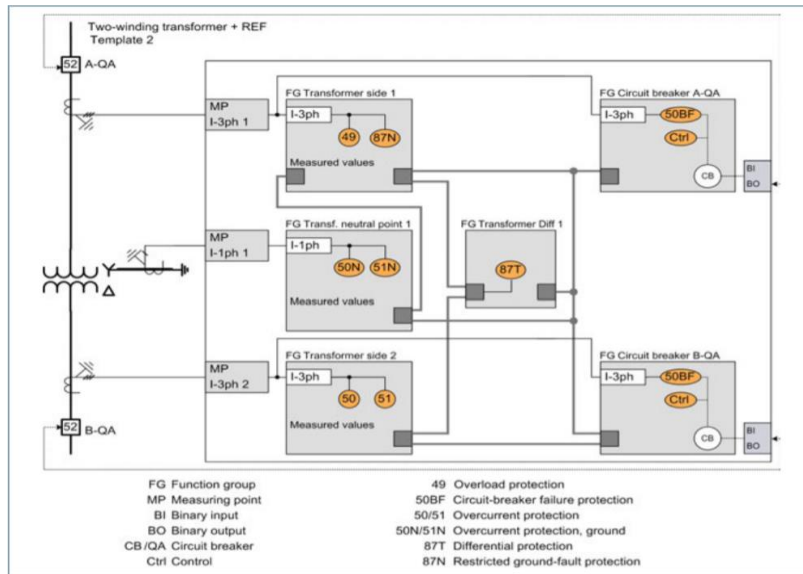 Two-winding transformer + REF
Template 2
52
A-QA
MP
I-3ph 1
FG Transformer side 1
I-3ph
49
87N
Measured values
FG Circuit breaker A-QA
I-3ph
50BF
Ctrl
CB
BI
BO
MP
I-1ph 1
FG Transf. neutral point 1
I-1ph
50N
51N
Measured values
FG Transformer Diff 1
87T
Y
Δ
MP
I-3ph 2
FG Transformer side 2
I-3ph
50
51
Measured values
FG Circuit breaker B-QA
I-3ph
50BF
Ctrl
CB
BI
BO
52
B-QA
FG Function group
MP Measuring point
BI Binary input
BO Binary output
CB/QA Circuit breaker
Ctrl Control
49 Overload protection
50BF Circuit-breaker failure protection
50/51 Overcurrent protection
50N/51N Overcurrent protection, ground
87T Differential protection
87N Restricted ground-fault protection